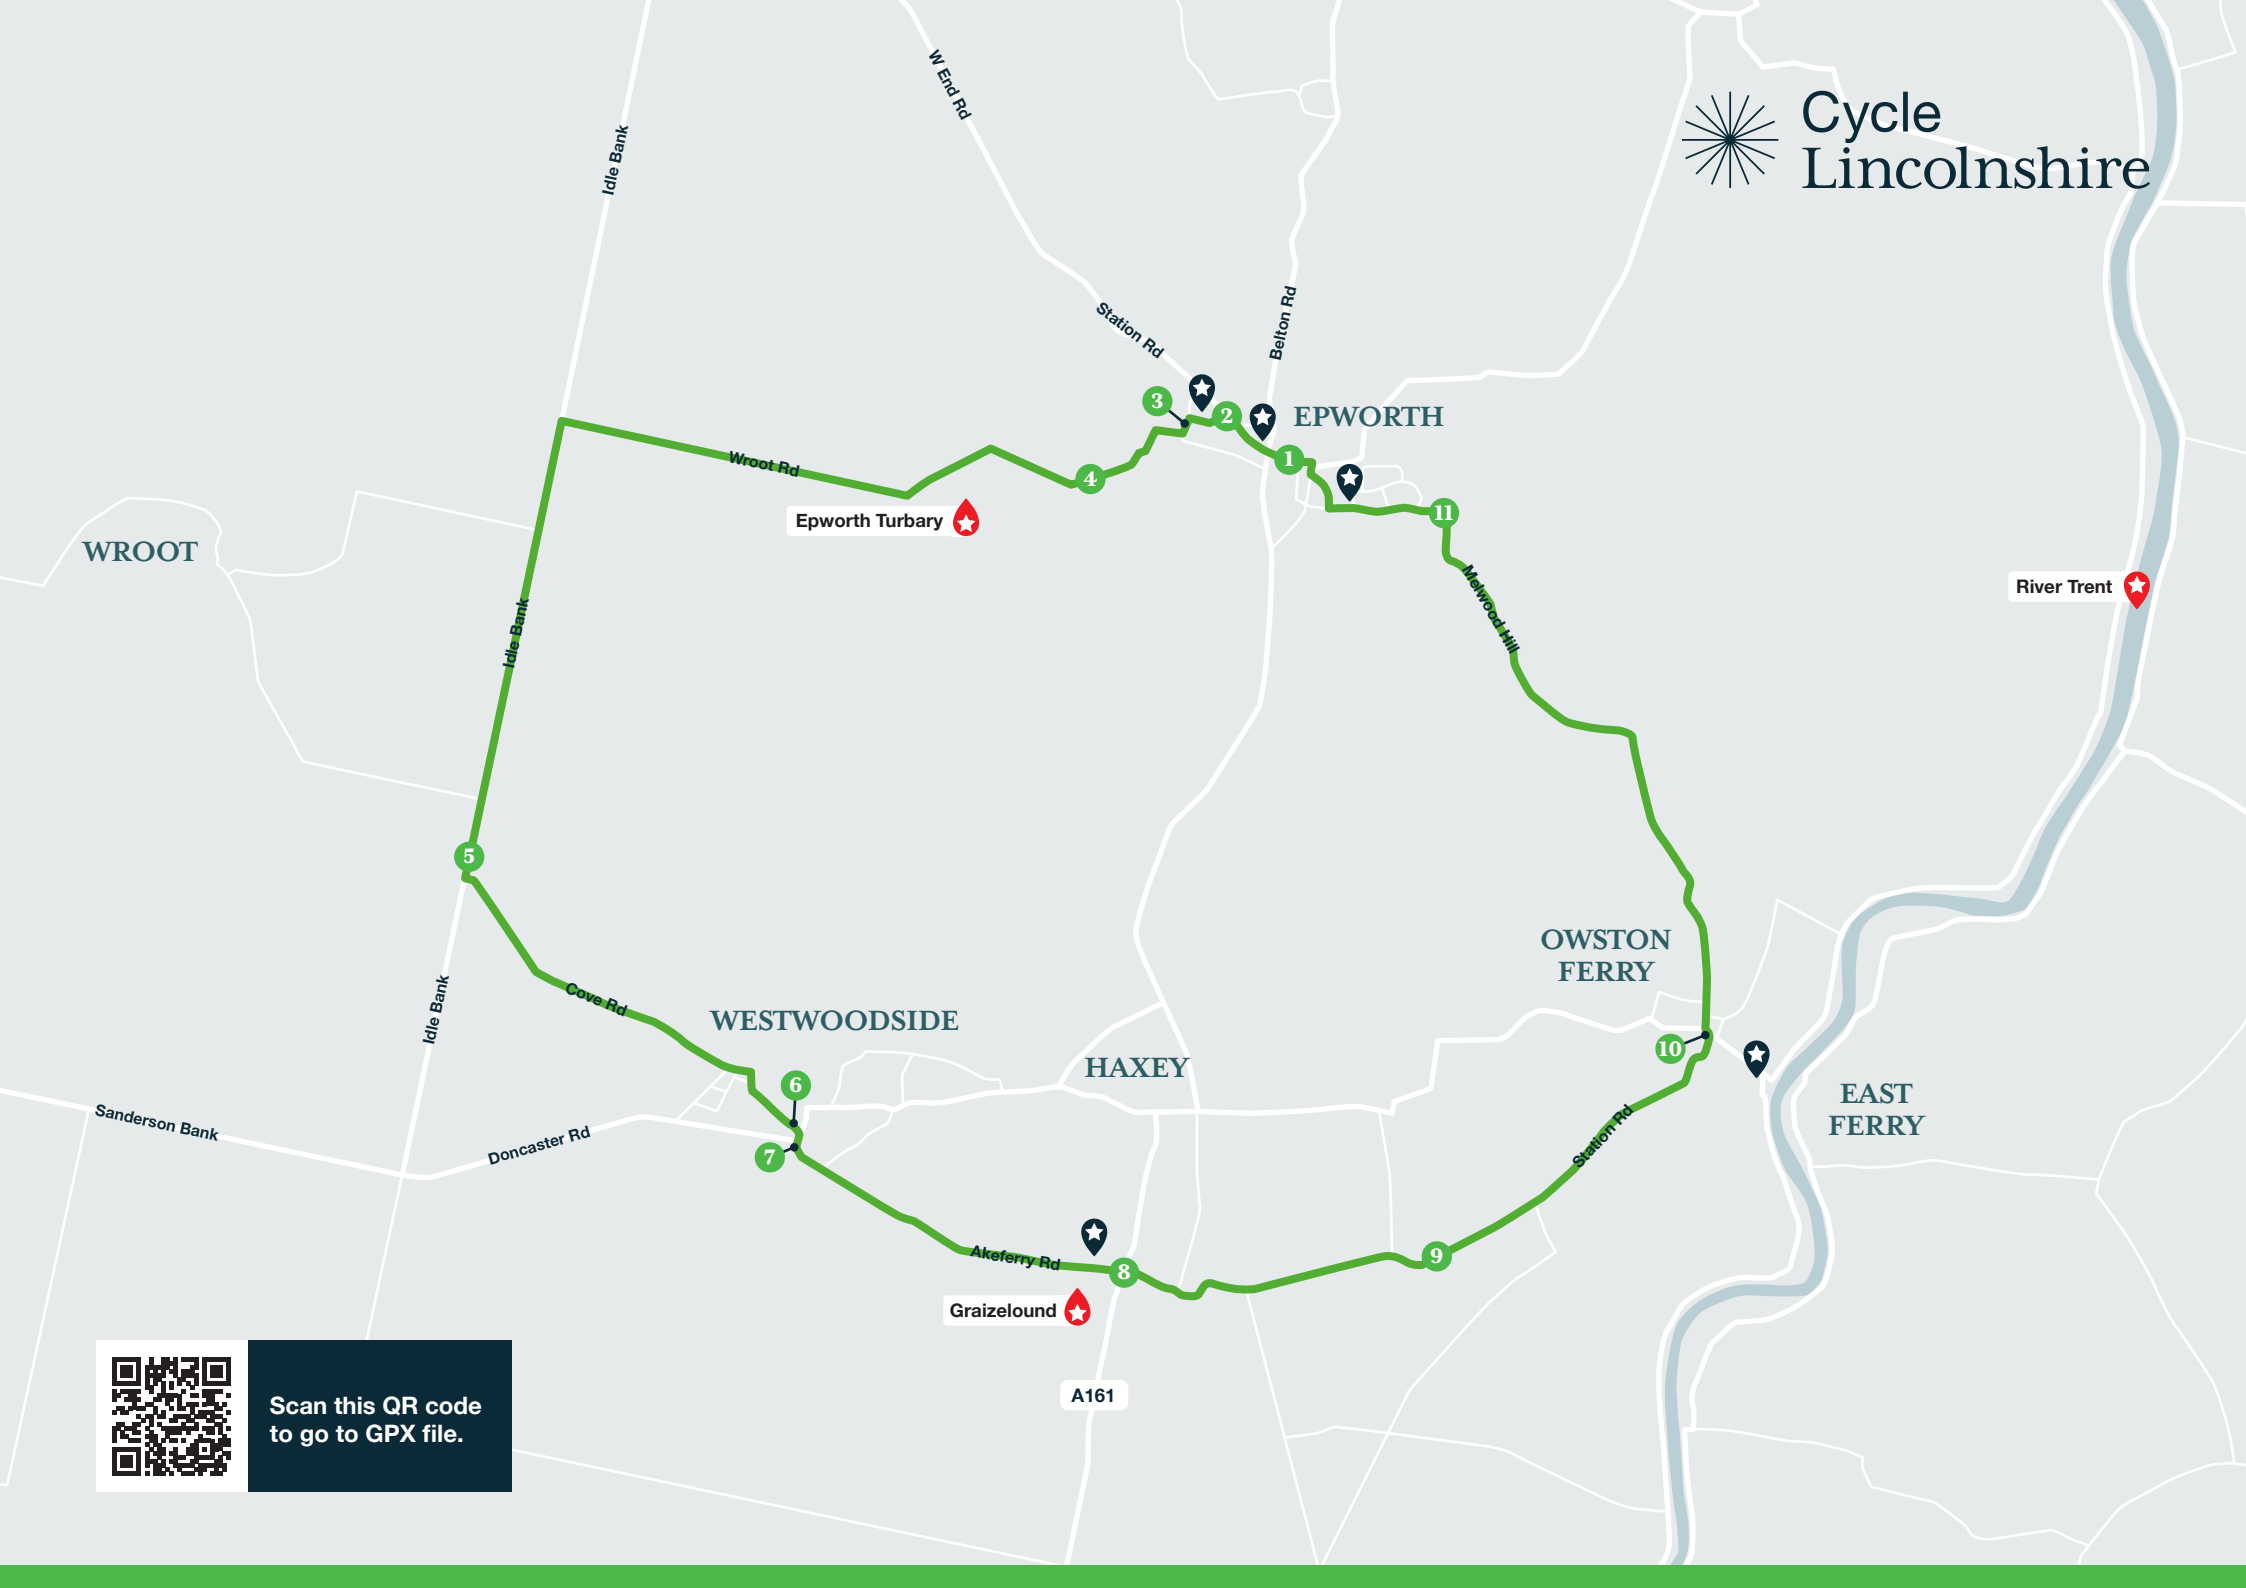 W End Rd
Cycle
Lincolnshire
Idle Bank
Station Rd
Belton Rd
3
2
EPWORTH
1
Wroot Rd
4
11
Epworth Turbary
WROOT
Idle Bank
Melwood Hill
River Trent
5
OWSTON
FERRY
Idle Bank
Cove Rd
WESTWOODSIDE
HAXEY
10
6
EAST
FERRY
Sanderson Bank
Doncaster Rd
Station Rd
7
Akeferry Rd
8
9
Graizelound
A161
Scan this QR code
to go to GPX file.